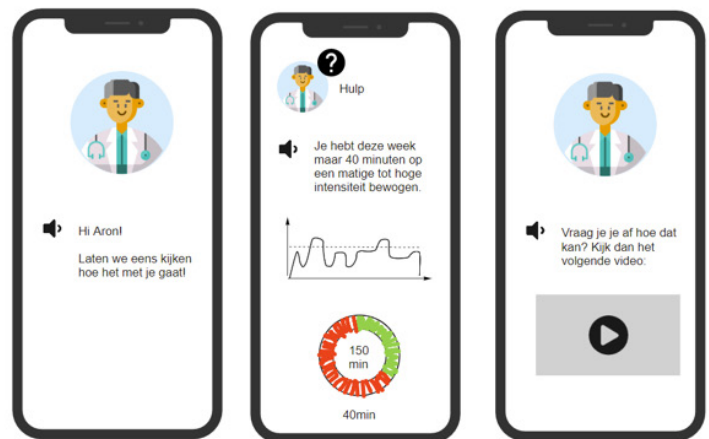 Hi Aron!
Laten we eens kijken
hoe het met je gaat!
?
Hulp
Je hebt deze week
maar 40 minuten op
een matige tot hoge
intensiteit bewogen.
150
min
40min
Vraag je je af hoe dat
kan? Kijk dan het
volgende video: